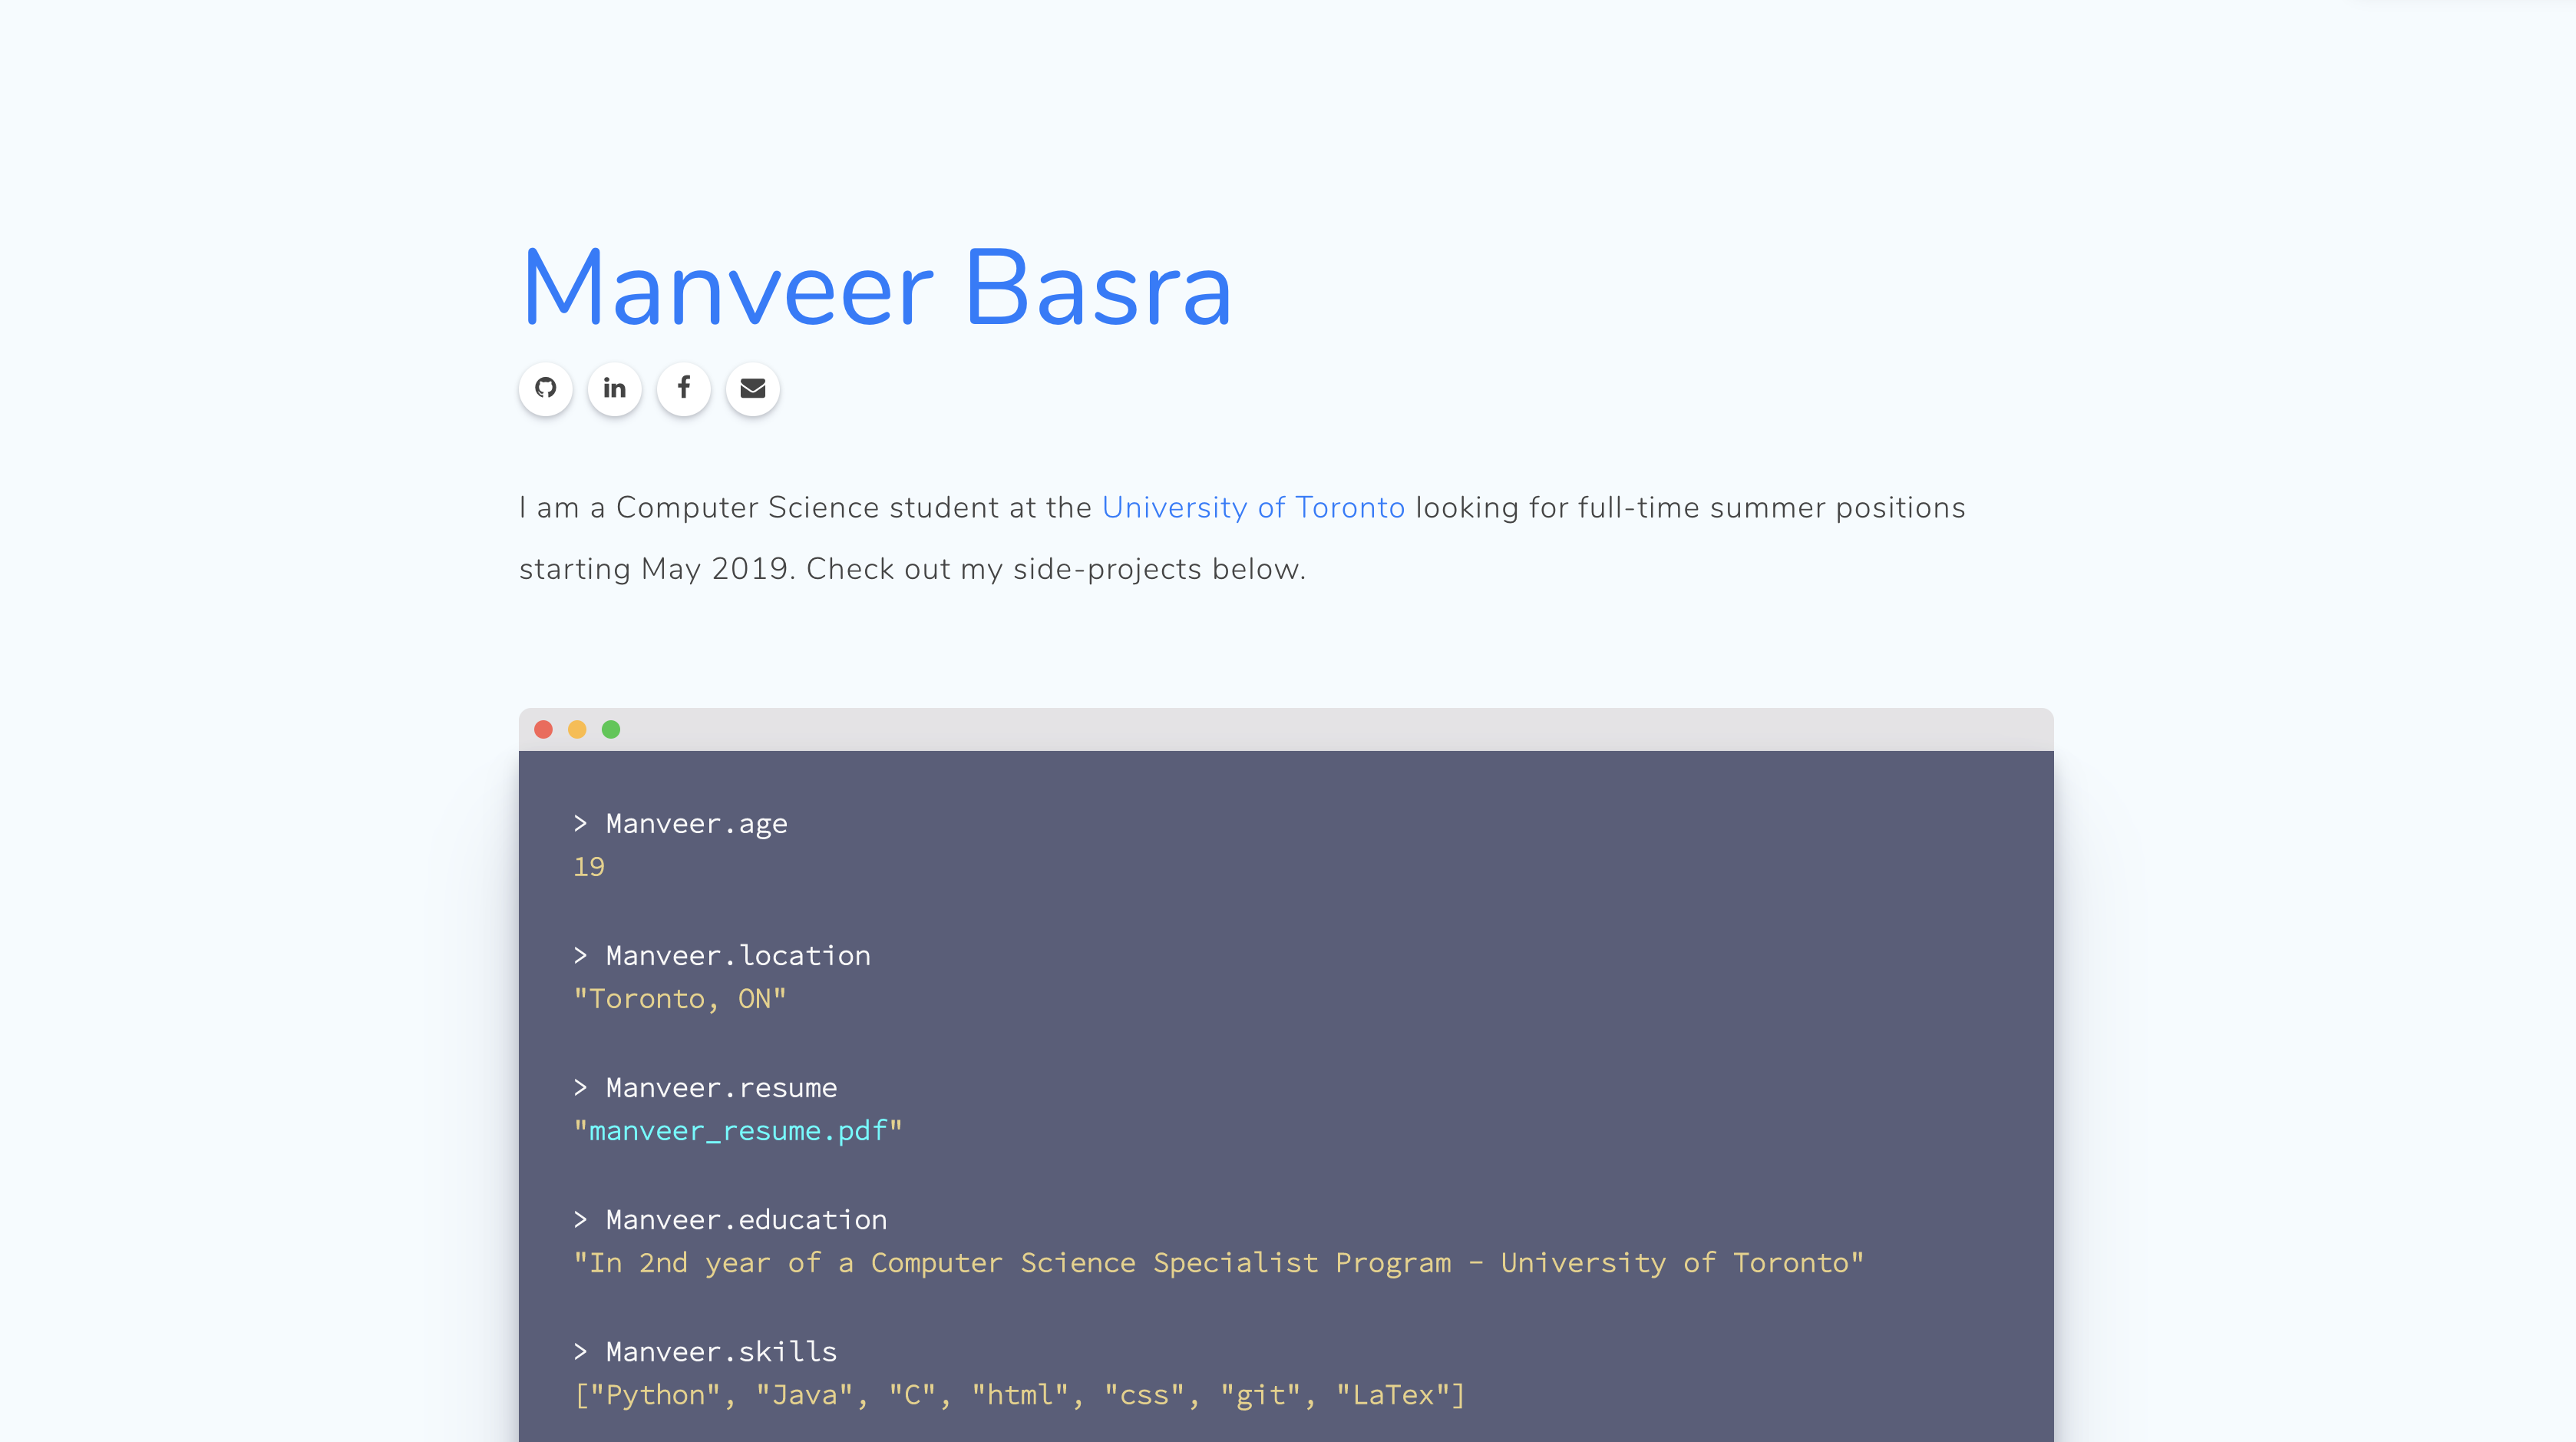 Manveer Basra
I am a Computer Science student at the University of Toronto looking for full-time summer positions
starting May 2019. Check out my side-projects below.
> Manveer.age
19
> Manveer.location
"Toronto, ON"
> Manveer.resume
"manveer_resume.pdf"
> Manveer.education
"In 2nd year of a Computer Science Specialist Program - University of Toronto"
> Manveer.skills
["Python", "Java", "C", "html", "css", "git", "LaTex"]